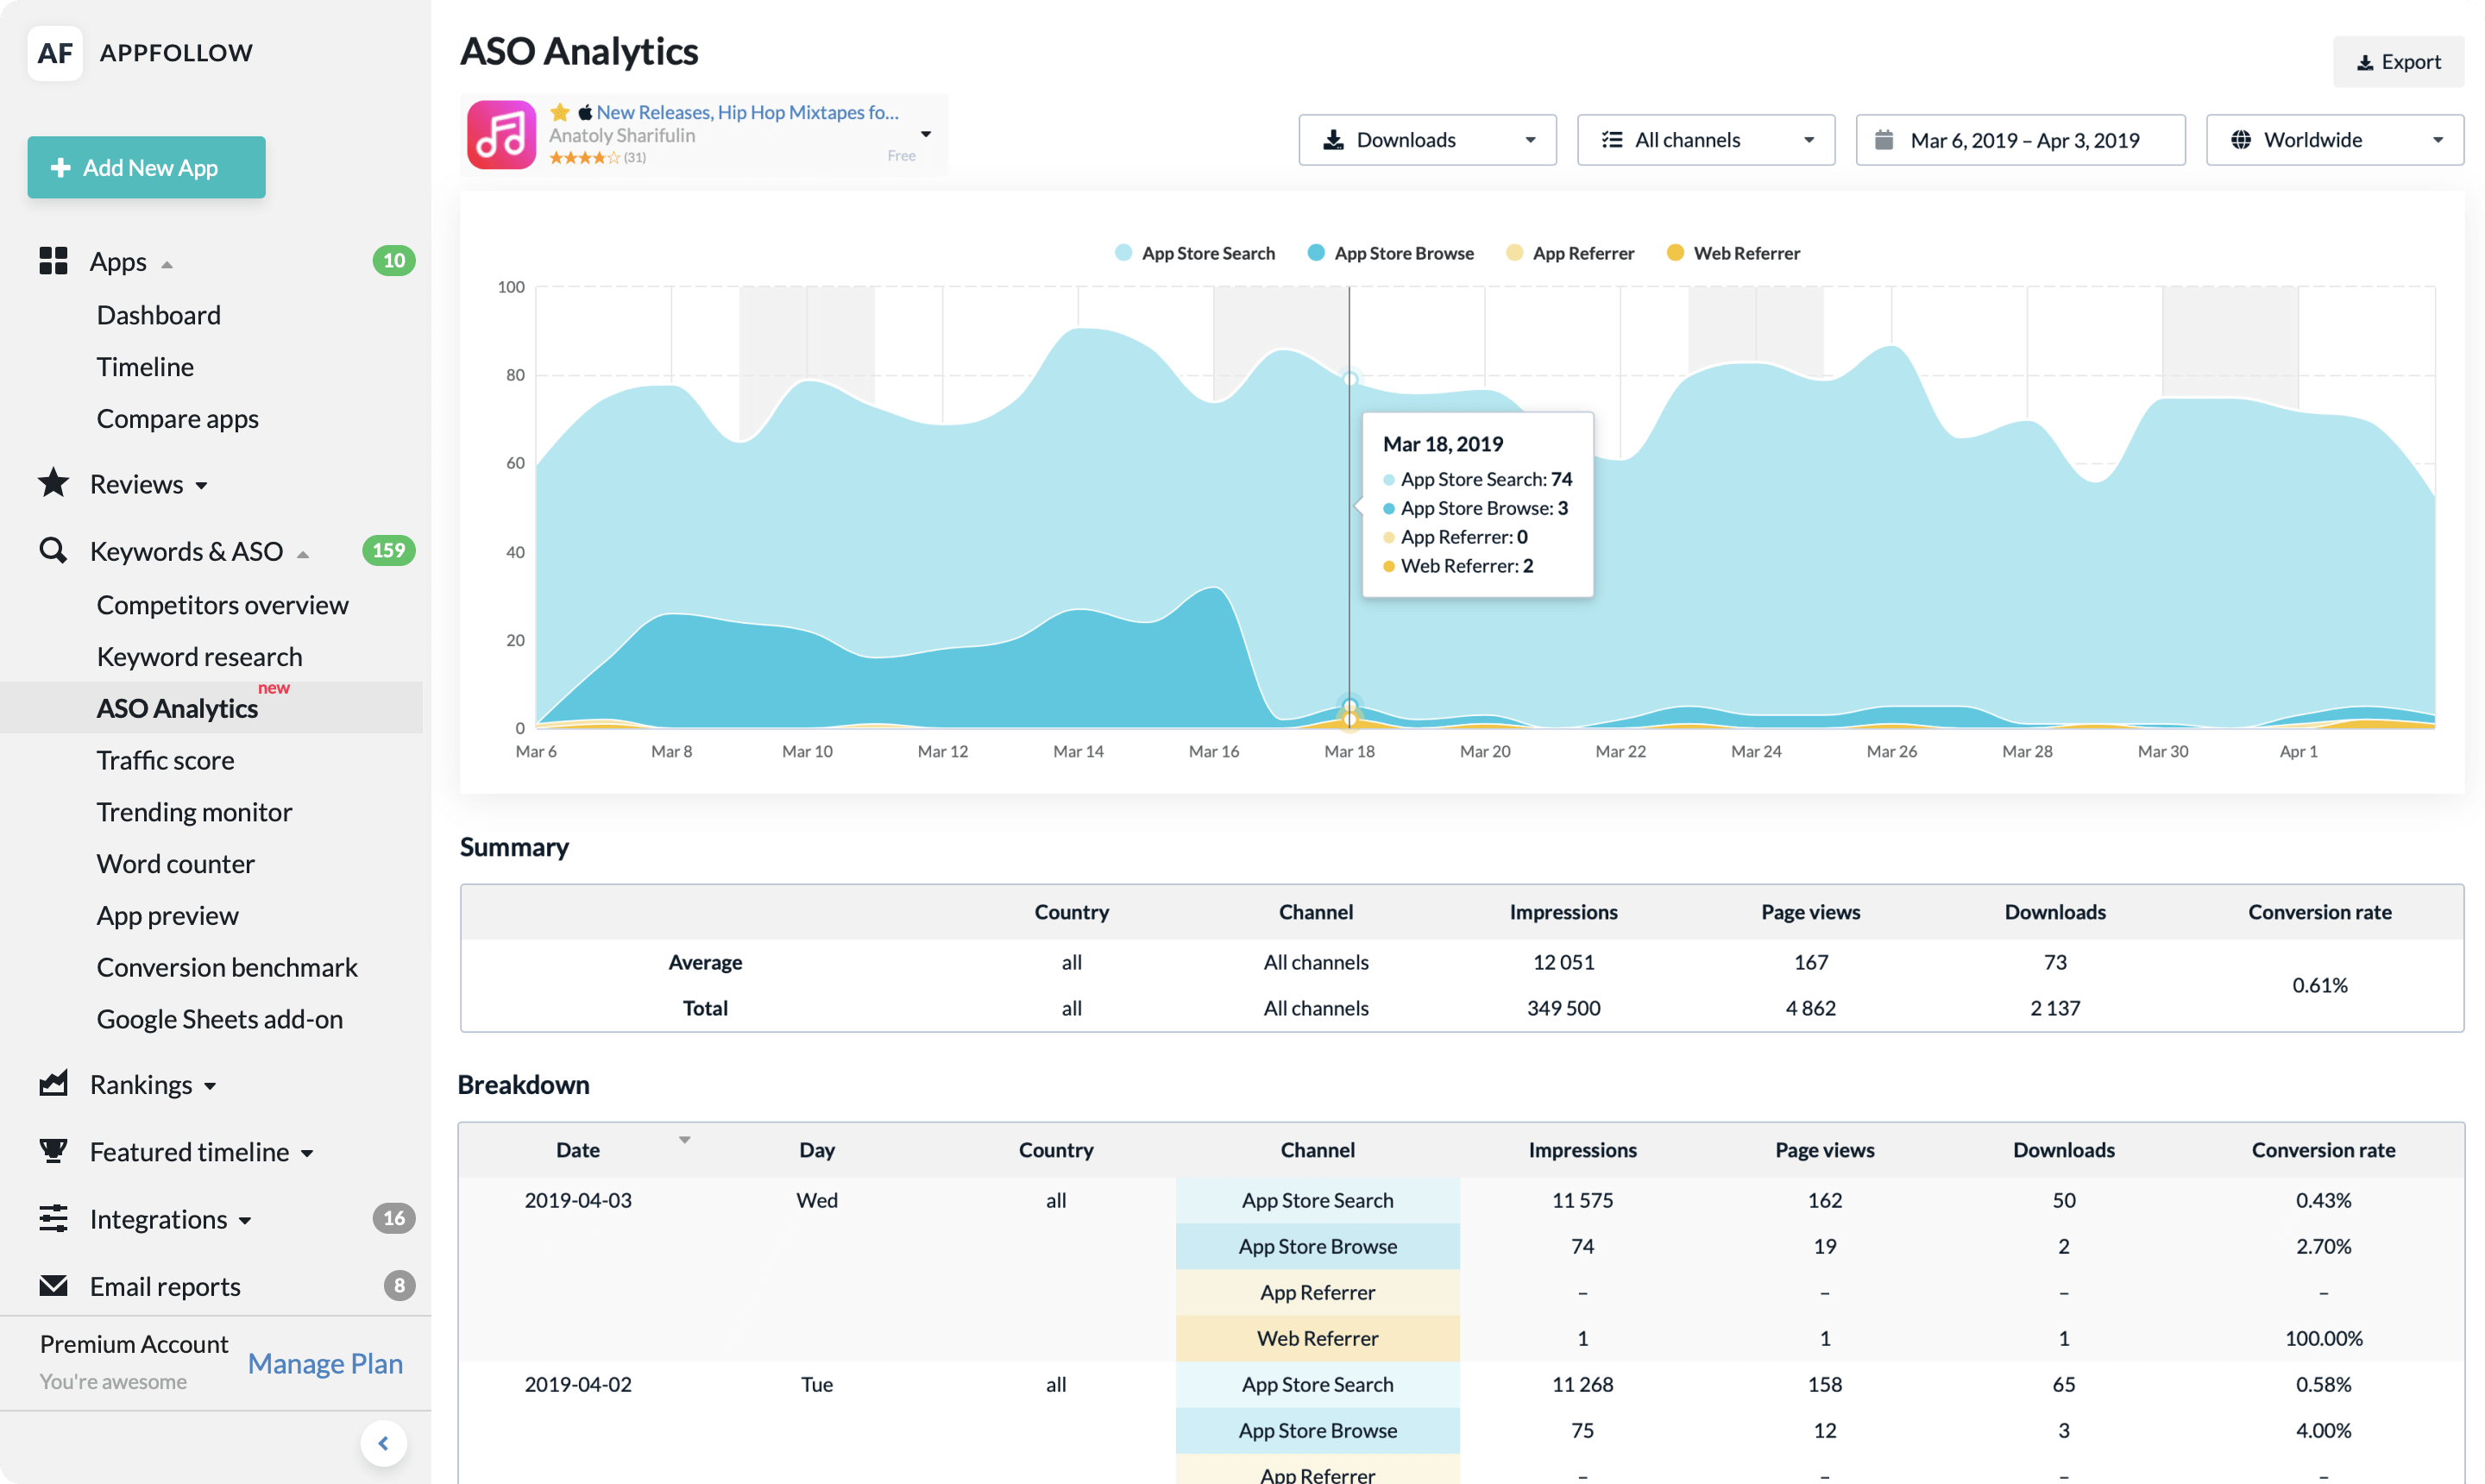 AF APPFOLLOW
Add New App
Apps 10
Dashboard
Timeline
Compare apps
Reviews
Keywords & ASO 159
Competitors overview
Keyword research
ASO Analytics new
Traffic score
Trending monitor
Word counter
App preview
Conversion benchmark
Google Sheets add-on
Rankings
Featured timeline
Integrations 16
Email reports 8
Premium Account
You're awesome
Manage Plan
ASO Analytics
Export
New Releases, Hip Hop Mixtapes fo...
Anatoly Sharifulin
(31)
Free
Downloads
All channels
Mar 6, 2019 – Apr 3, 2019
Worldwide
App Store Search App Store Browse App Referrer Web Referrer
100
80
60
40
20
0
Mar 6 Mar 8 Mar 10 Mar 12 Mar 14 Mar 16 Mar 18 Mar 20 Mar 22 Mar 24 Mar 26 Mar 28 Mar 30 Apr 1
Mar 18, 2019
App Store Search: 74
App Store Browse: 3
App Referrer: 0
Web Referrer: 2
Summary
Country Channel Impressions Page views Downloads Conversion rate
Average all All channels 12 051 167 73
0.61%
Total all All channels 349 500 4 862 2 137
Breakdown
Date Day Country Channel Impressions Page views Downloads Conversion rate
2019-04-03 Wed all App Store Search 11 575 162 50 0.43%
App Store Browse 74 19 2 2.70%
App Referrer – – – –
Web Referrer 1 1 1 100.00%
2019-04-02 Tue all App Store Search 11 268 158 65 0.58%
App Store Browse 75 12 3 4.00%
App Referrer – – – –